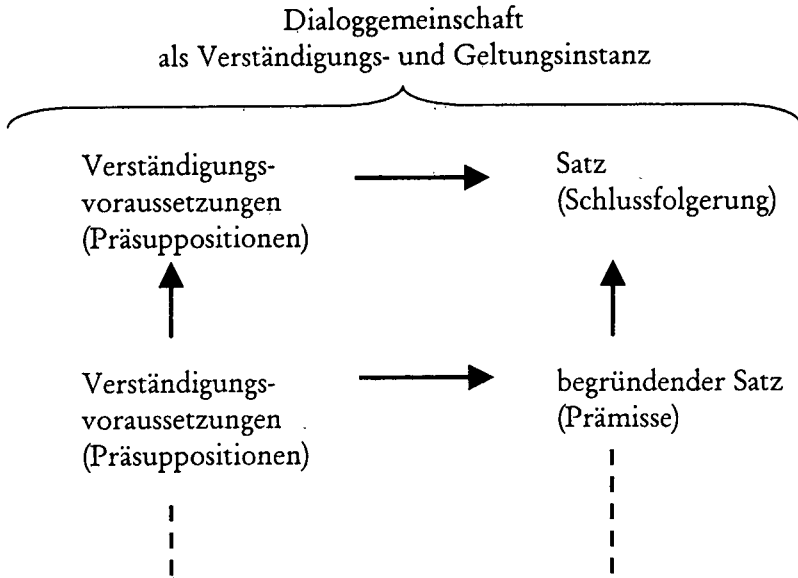 Dialoggemeinschaft
als Verständigungs- und Geltungsinstanz
Verständigungs-
voraussetzungen
(Präsuppositionen)
Satz
(Schlussfolgerung)
Verständigungs-
voraussetzungen
(Präsuppositionen)
begründender Satz
(Prämisse)